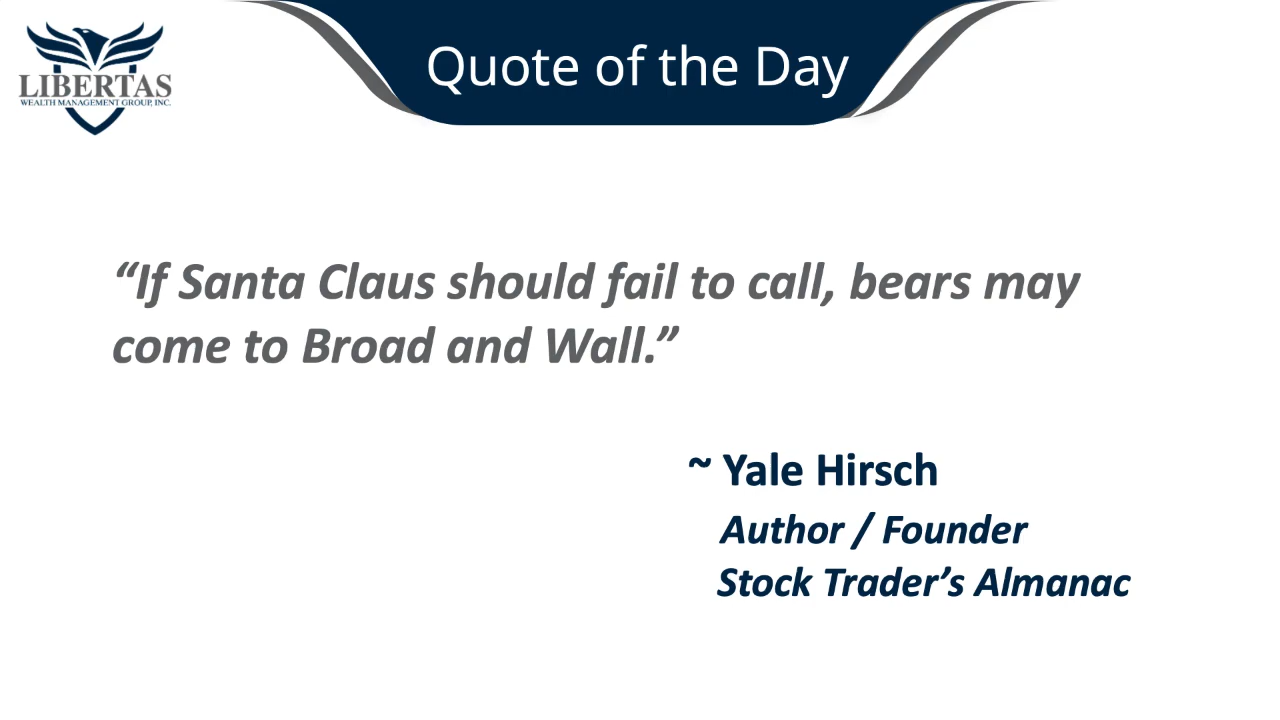 LIBERTAS
WEALTH MANAGEMENT GROUP, INC.
Quote of the Day
“If Santa Claus should fail to call, bears may
come to Broad and Wall.”
~ Yale Hirsch
Author / Founder
Stock Trader’s Almanac